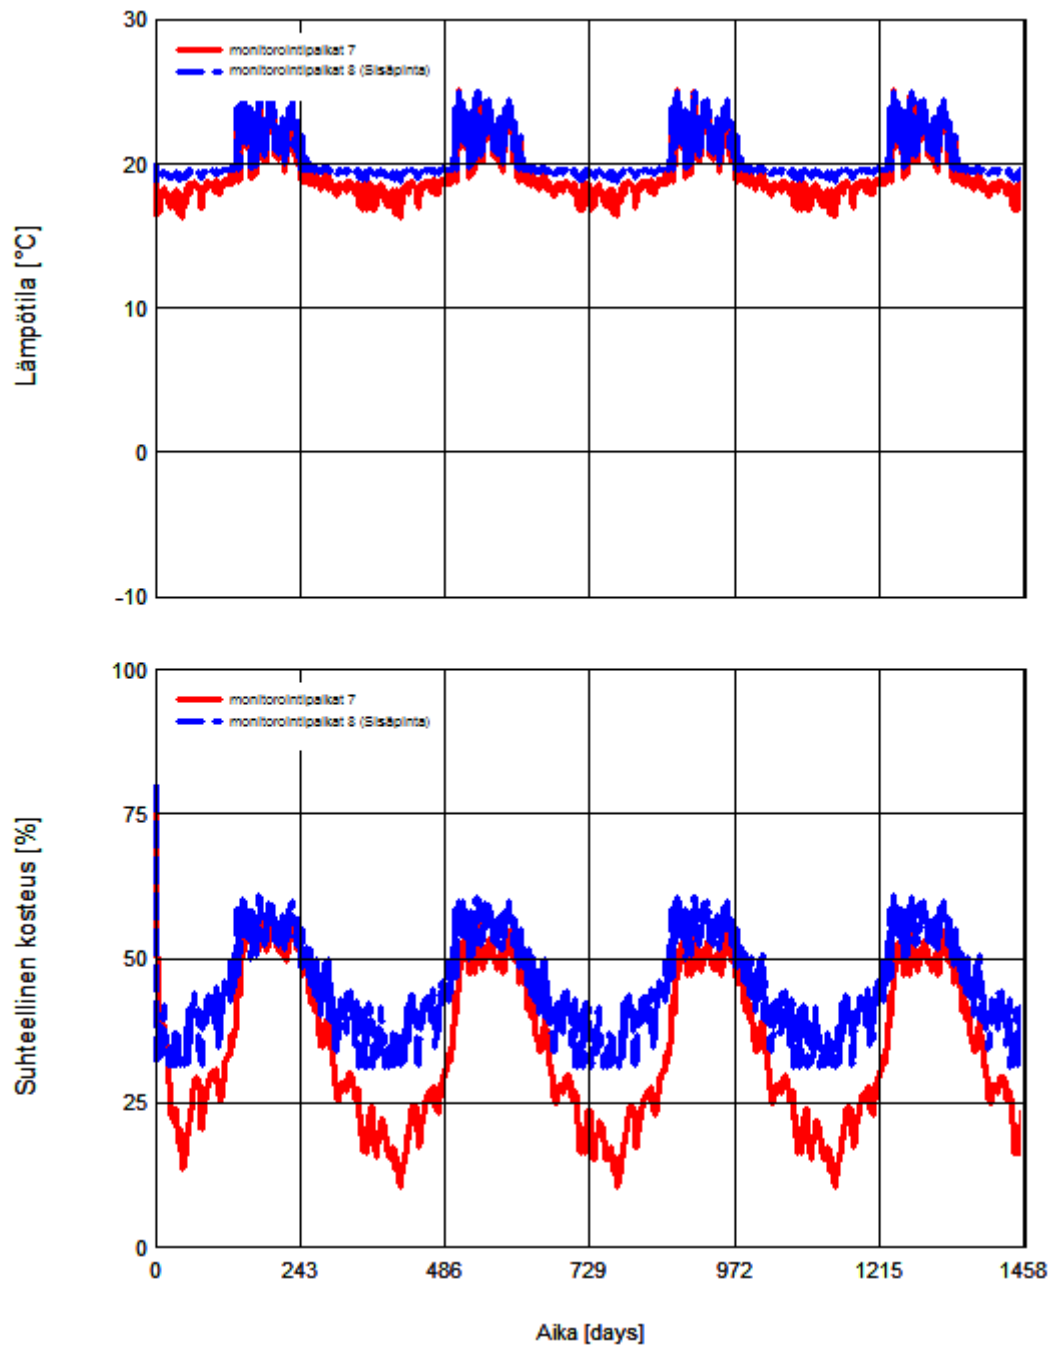 30
monitorointipaikat 7
monitorointipaikat 8 (Sisäpinta)
20
Lämpötila [°C]
10
0
-10
100
monitorointipaikat 7
monitorointipaikat 8 (Sisäpinta)
75
Suhteellinen kosteus [%]
50
25
0
0 243 486 729 972 1215 1458
Aika [days]